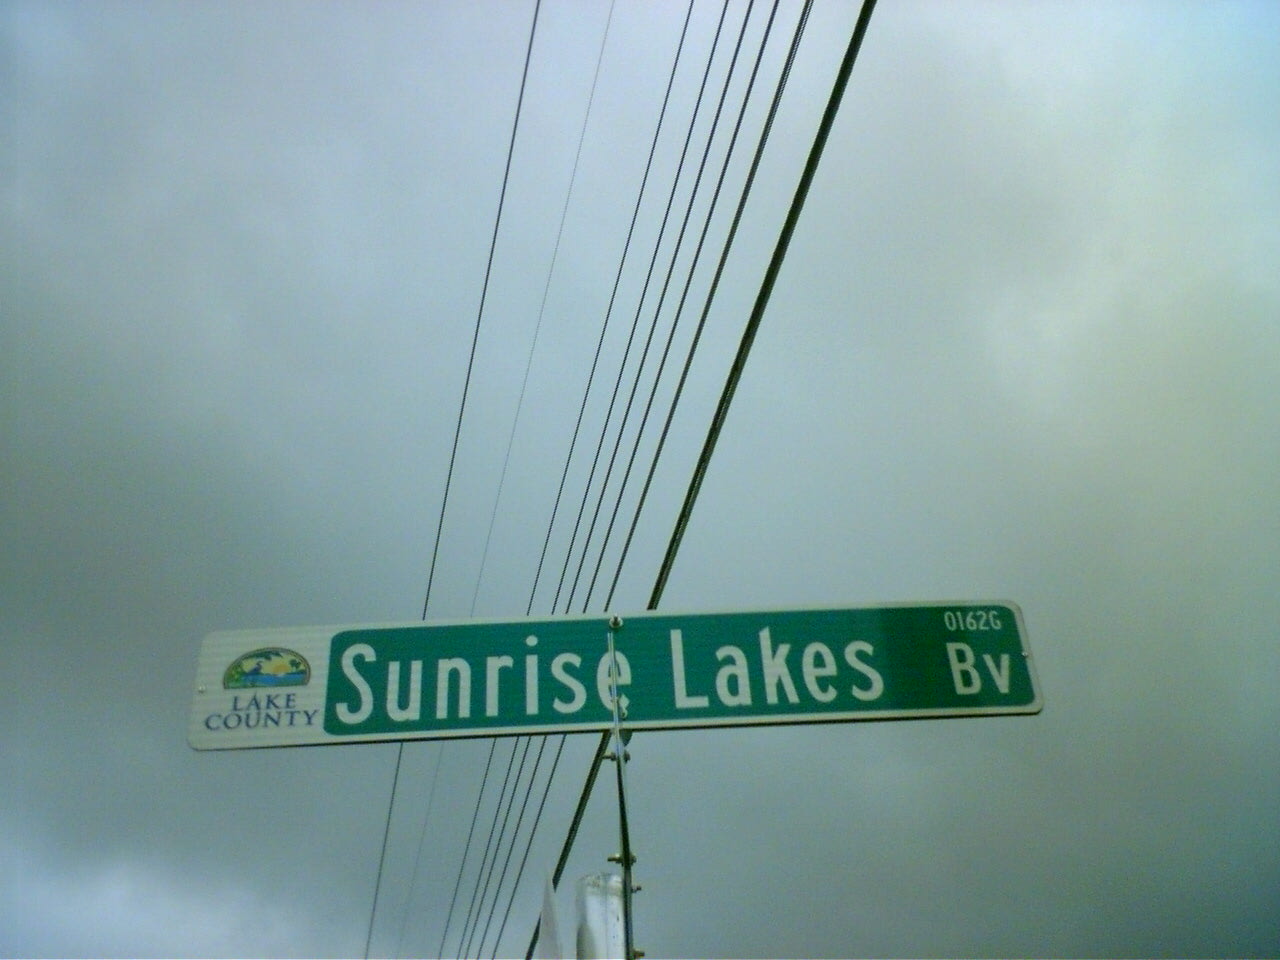 LAKE
COUNTY
Sunrise Lakes
0162G
Bv